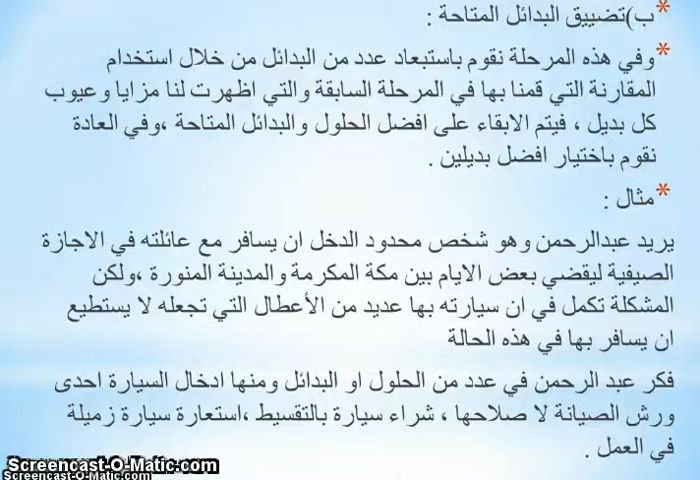 *ب)تضييق البدائل المتاحة :
*وفي هذه المرحلة نقوم باستبعاد عدد من البدائل من خلال استخدام
المقارنة التي قمنا بها في المرحلة السابقة والتي اظهرت لنا مزايا وعيوب
كل بديل ، فيتم الابقاء على افضل الحلول والبدائل المتاحة ،وفي العادة
نقوم باختيار افضل بديلين .
*مثال :
يريد عبدالرحمن وهو شخص محدود الدخل ان يسافر مع عائلته في الاجازة
الصيفية ليقضي بعض الايام بين مكة المكرمة والمدينة المنورة ،ولكن
المشكلة تكمل في ان سيارته بها عديد من الأعطال التي تجعله لا يستطيع
ان يسافر بها في هذه الحالة
فكر عبد الرحمن في عدد من الحلول او البدائل ومنها ادخال السيارة احدى
ورش الصيانة لا صلاحها ، شراء سيارة بالتقسيط ،استعارة سيارة زميلة
في العمل .
Screencast-O-Matic.com
Screencast-O-Matic.com